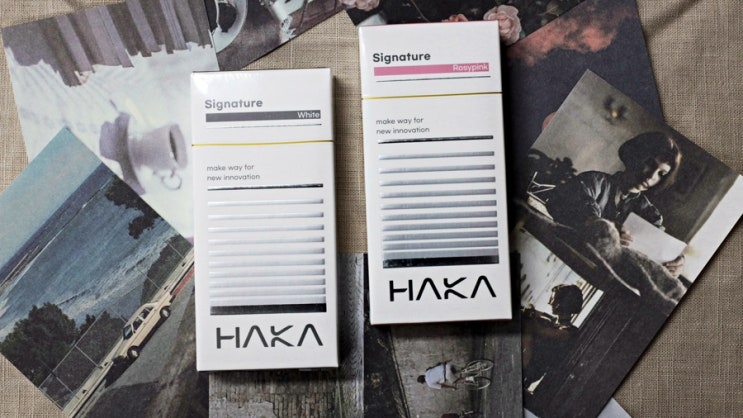 Signature
White
make way for
new innovation
HAKA
Signature
Rosypink
make way for
new innovation
HAKA